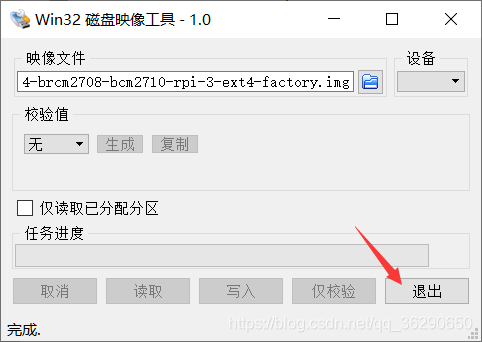 Win32 磁盘映像工具 - 1.0
映像文件
设备
4-brcm2708-bcm2710-rpi-3-ext4-factory.img
校验值
无
生成
复制
仅读取已分配分区
任务进度
取消
读取
写入
仅校验
退出
https://blog.csdn.net/qq_36290650
完成.